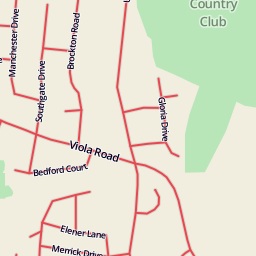 Country
Club
Manchester Drive
Brockton Road
Southgate Drive
Gloria Drive
Viola Road
Bedford Court
Elener Lane
Merrick Drive